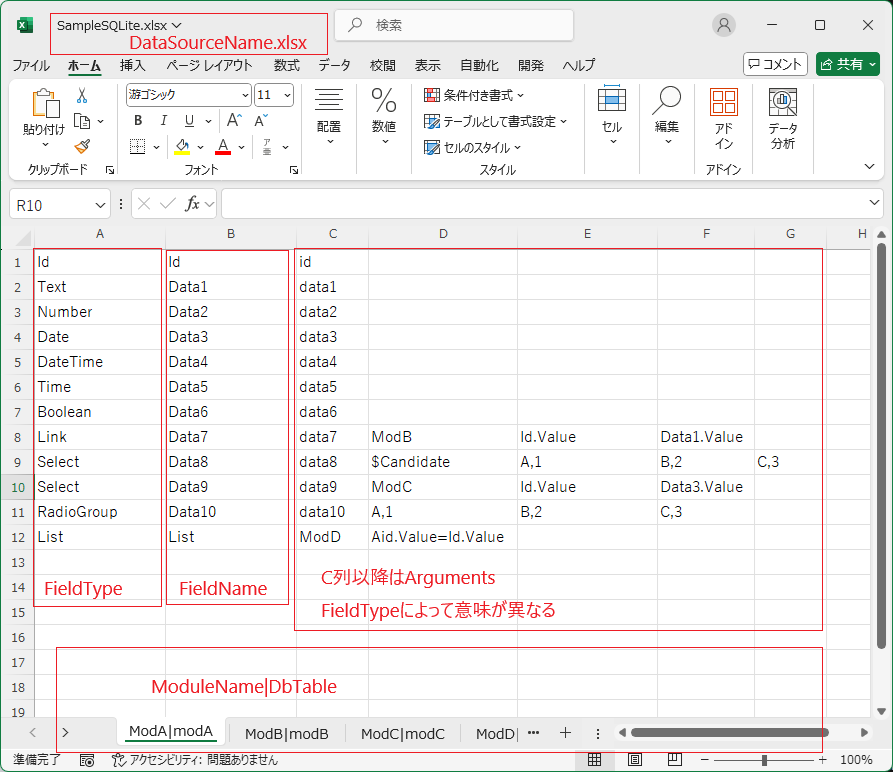 SampleSQLite.xlsx
検索
DataSourceName.xlsx
ファイル ホーム 挿入 ページ レイアウト 数式 データ 校閲 表示 自動化 開発 ヘルプ コメント 共有
貼り付け
クリップボード
游ゴシック 11
B I U A A
A
フォント
配置
% 数値
条件付き書式
テーブルとして書式設定
セルのスタイル
スタイル
セル
編集
アド
イン
アドイン
データ
分析
R10 fx
A B C D E F G H
1 Id Id id
2 Text Data1 data1
3 Number Data2 data2
4 Date Data3 data3
5 DateTime Data4 data4
6 Time Data5 data5
7 Boolean Data6 data6
8 Link Data7 data7 ModB Id.Value Data1.Value
9 Select Data8 data8 $Candidate A,1 B,2 C,3
10 Select Data9 data9 ModC Id.Value Data3.Value
11 RadioGroup Data10 data10 A,1 B,2 C,3
12 List List ModD Aid.Value=Id.Value
13
14 FieldType FieldName C列以降はArguments
15 FieldTypeによって意味が異なる
16
17
18 ModuleName|DbTable
19
ModA|modA ModB|modB ModC|modC ModD| ···
準備完了 アクセシビリティ: 問題ありません 100%